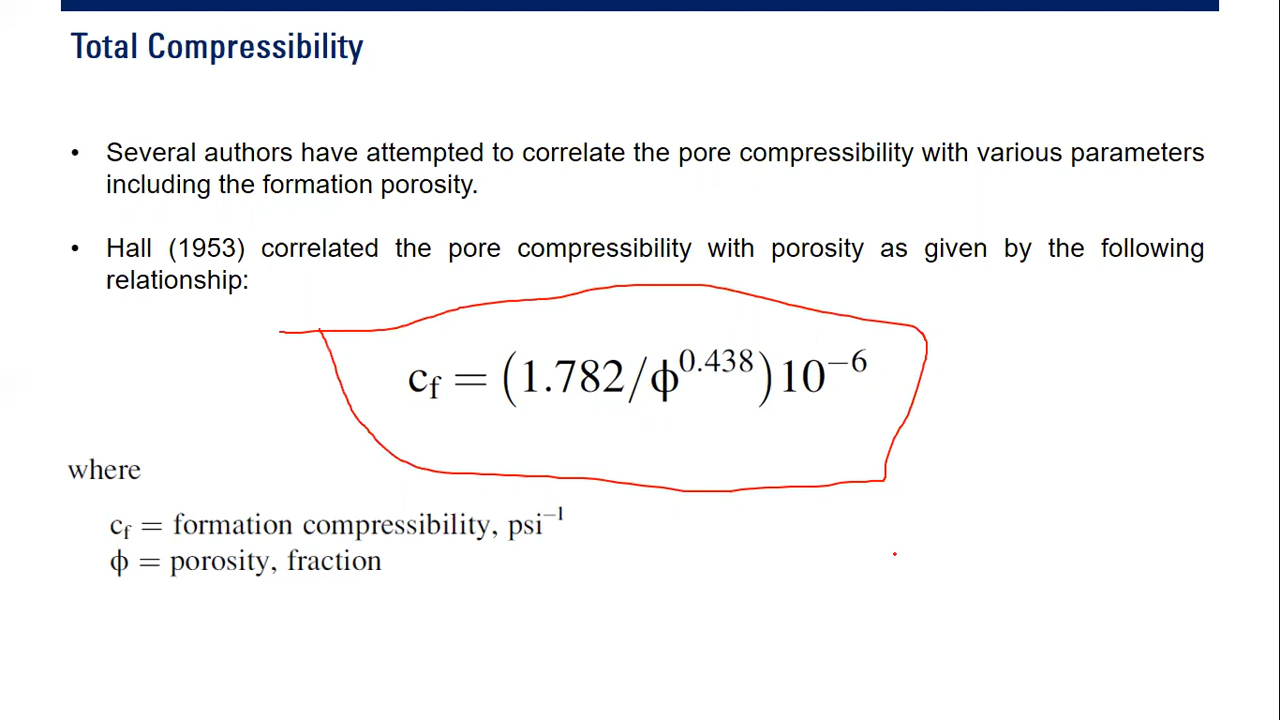 Total Compressibility
• Several authors have attempted to correlate the pore compressibility with various parameters
including the formation porosity.
• Hall (1953) correlated the pore compressibility with porosity as given by the following
relationship:
c_f = (1.782/ϕ^0.438)10^−6
where
c_f = formation compressibility, psi^−1
ϕ = porosity, fraction